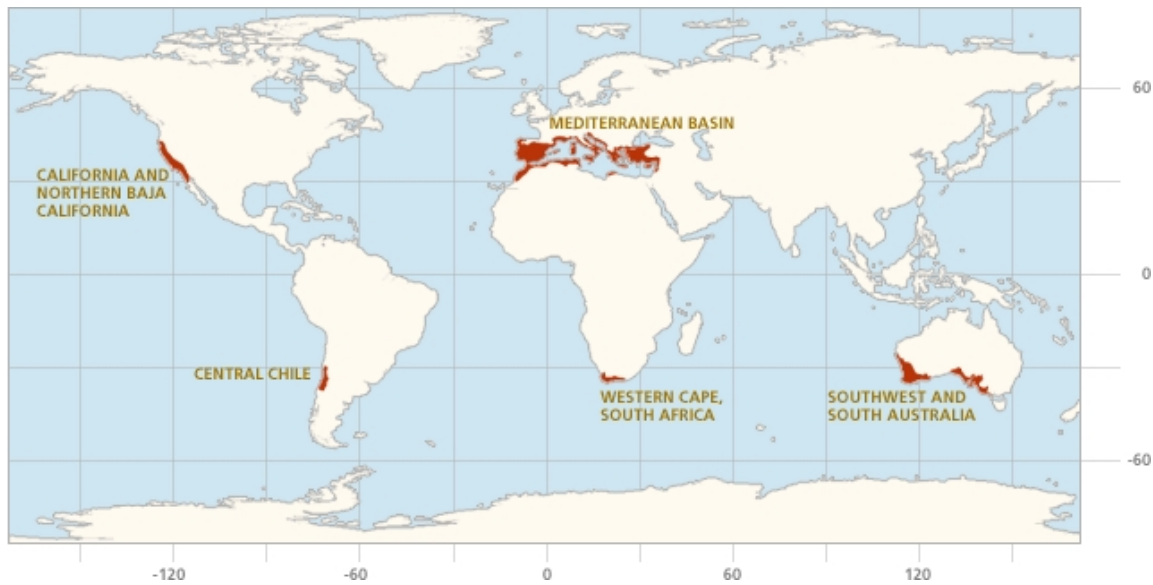 60
MEDITERRANEAN BASIN
CALIFORNIA AND
NORTHERN BAJA
CALIFORNIA
0
CENTRAL CHILE
WESTERN CAPE,
SOUTH AFRICA
SOUTHWEST AND
SOUTH AUSTRALIA
-60
-120
-60
0
60
120